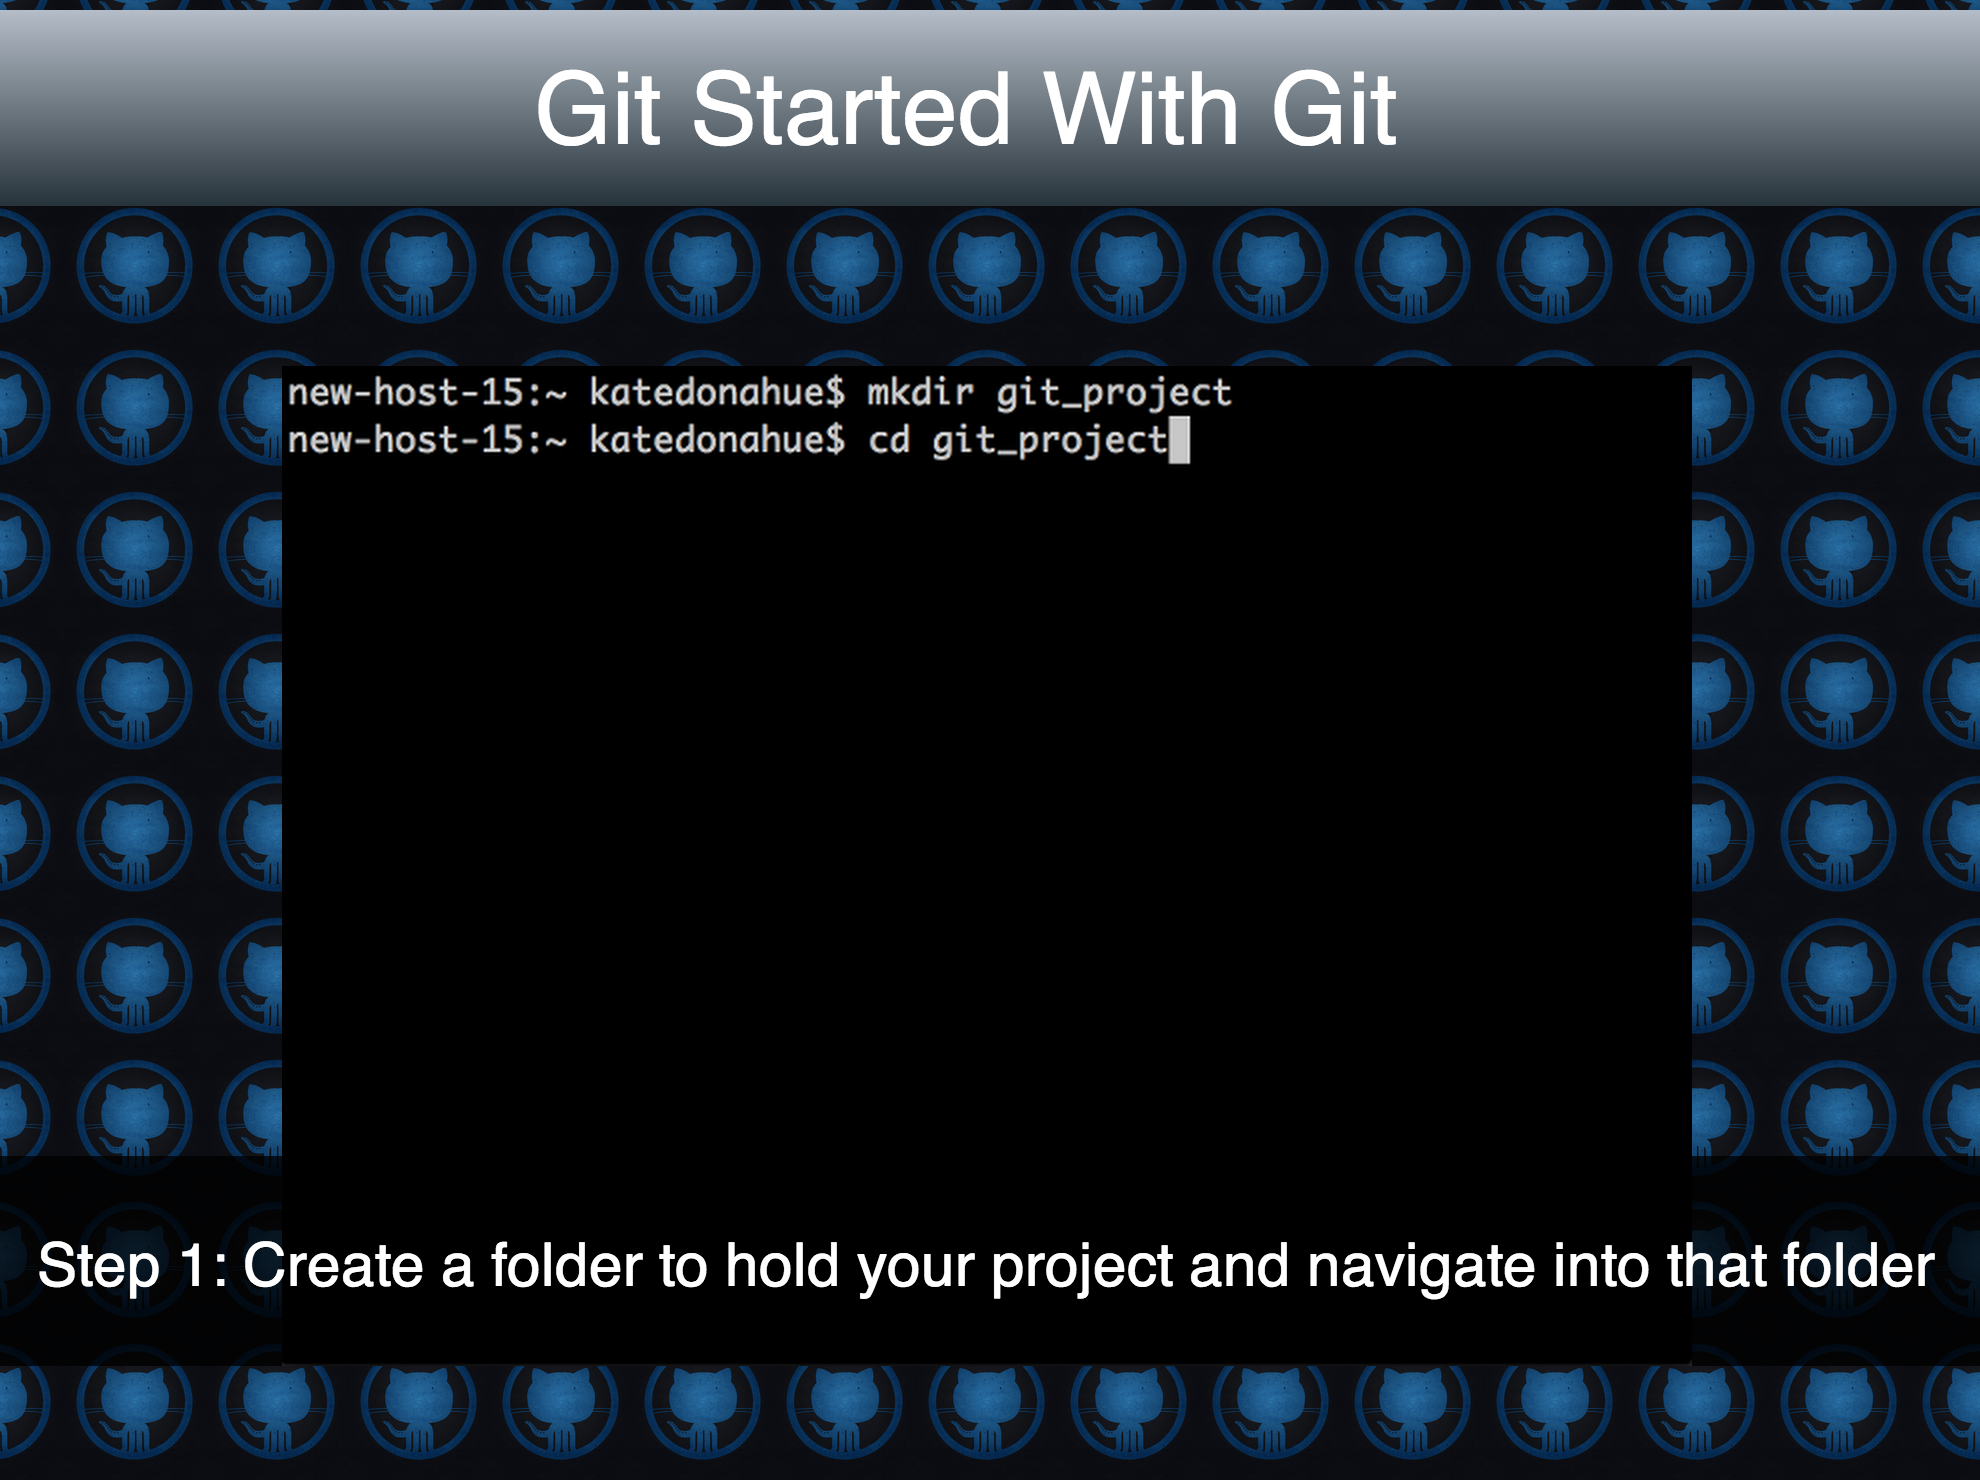 Git Started With Git
new-host-15:~ katedonahue$ mkdir git_project
new-host-15:~ katedonahue$ cd git_project
Step 1: Create a folder to hold your project and navigate into that folder